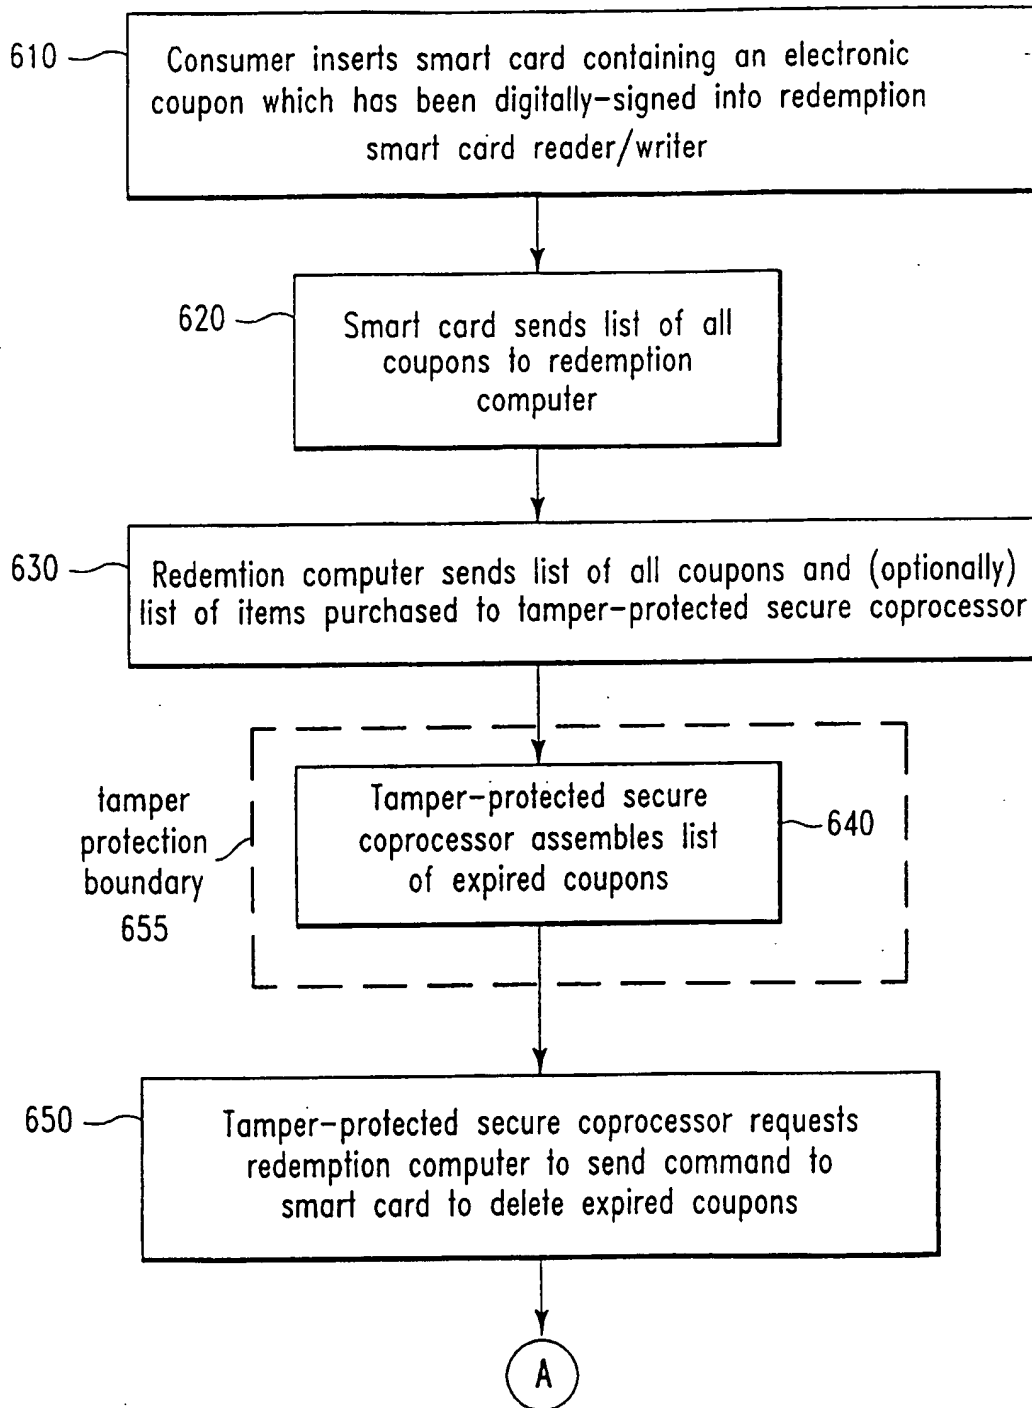 610
Consumer inserts smart card containing an electronic
coupon which has been digitally-signed into redemption
smart card reader/writer
620
Smart card sends list of all
coupons to redemption
computer
630
Redemtion computer sends list of all coupons and (optionally)
list of items purchased to tamper-protected secure coprocessor
tamper
protection
boundary
655
Tamper-protected secure
coprocessor assembles list
of expired coupons
640
650
Tamper-protected secure coprocessor requests
redemption computer to send command to
smart card to delete expired coupons
A